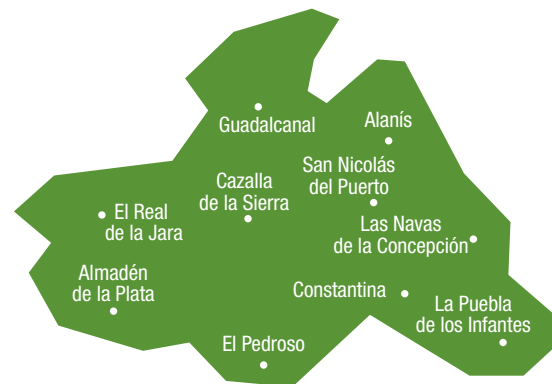 Guadalcanal
Alanís
San Nicolás
del Puerto
Cazalla
de la Sierra
El Real
de la Jara
Las Navas
de la Concepción
Almadén
de la Plata
Constantina
La Puebla
de los Infantes
El Pedroso